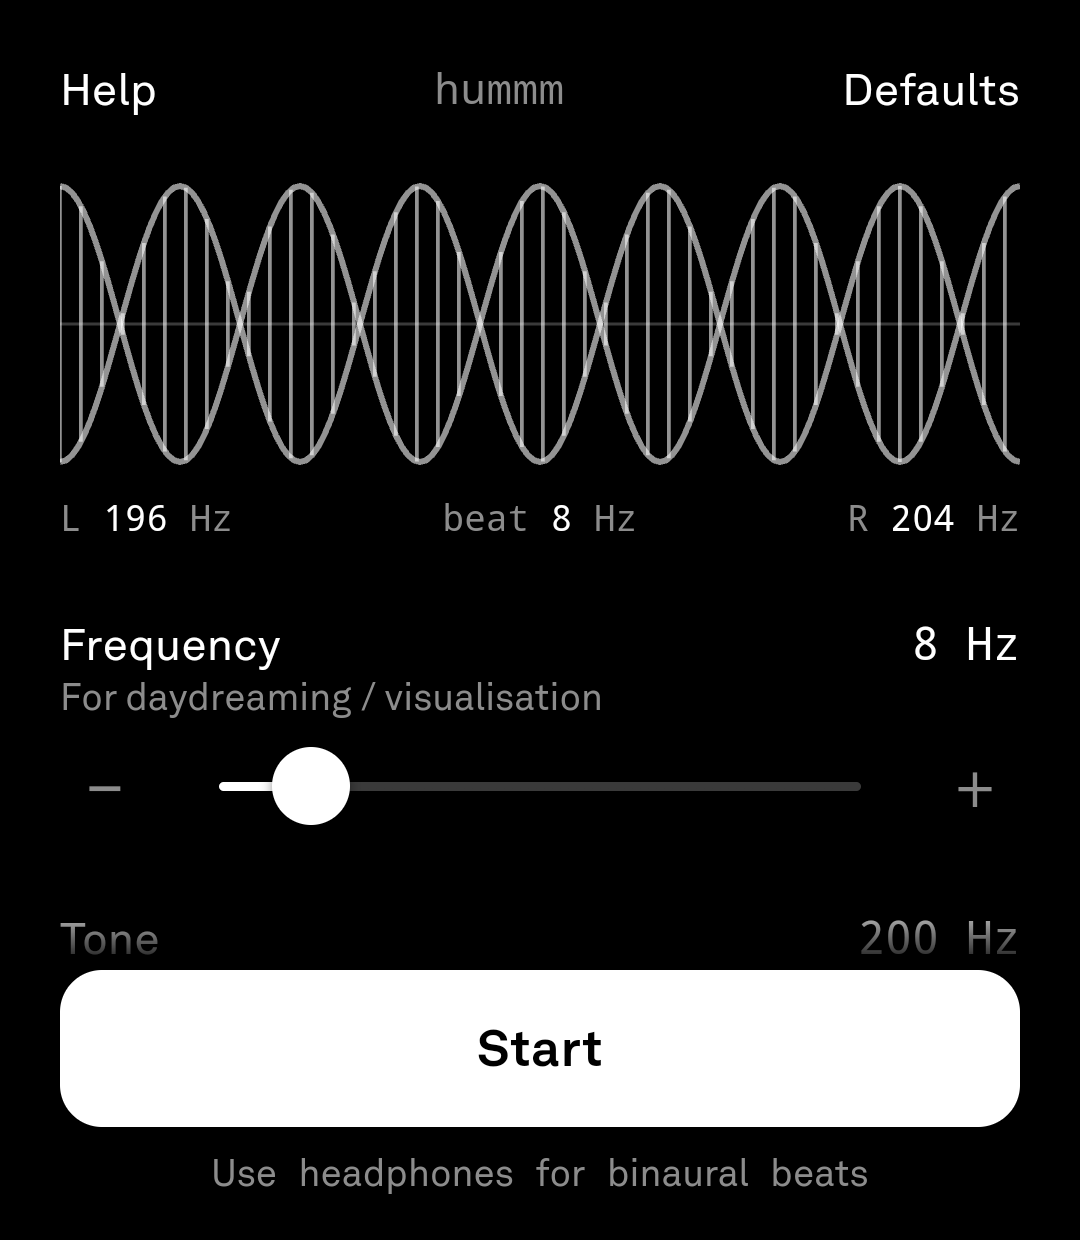 Help hummm Defaults
L 196 Hz beat 8 Hz R 204 Hz
Frequency 8 Hz
For daydreaming / visualisation
− +
Tone 200 Hz
Start
Use headphones for binaural beats